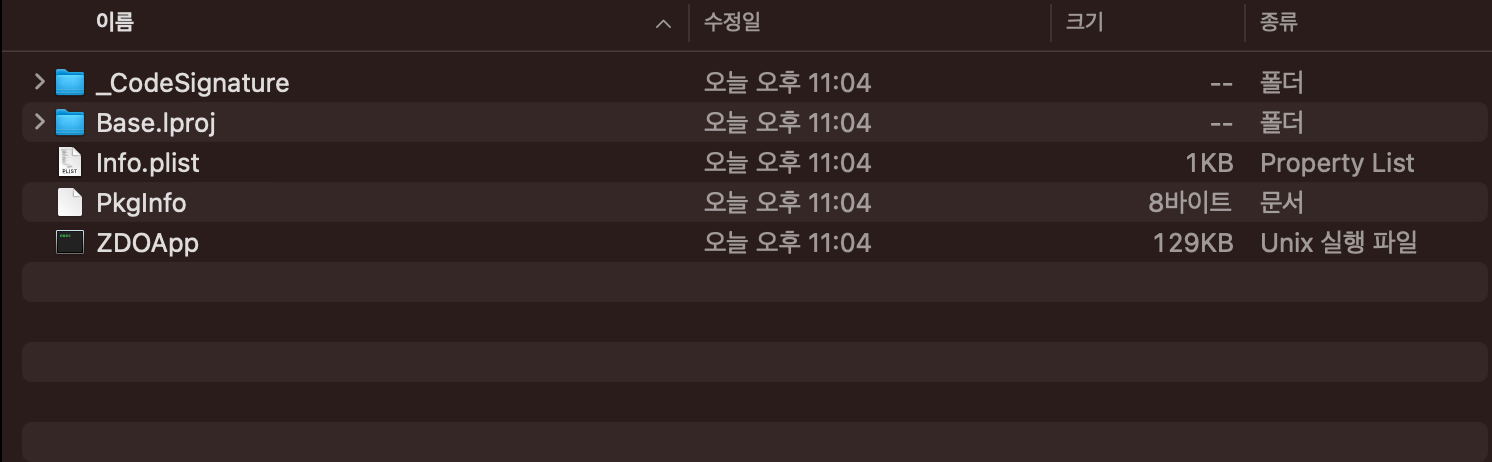 이름 수정일 크기 종류
_CodeSignature 오늘 오후 11:04 -- 폴더
Base.lproj 오늘 오후 11:04 -- 폴더
Info.plist 오늘 오후 11:04 1KB Property List
PkgInfo 오늘 오후 11:04 8바이트 문서
ZDOApp 오늘 오후 11:04 129KB Unix 실행 파일